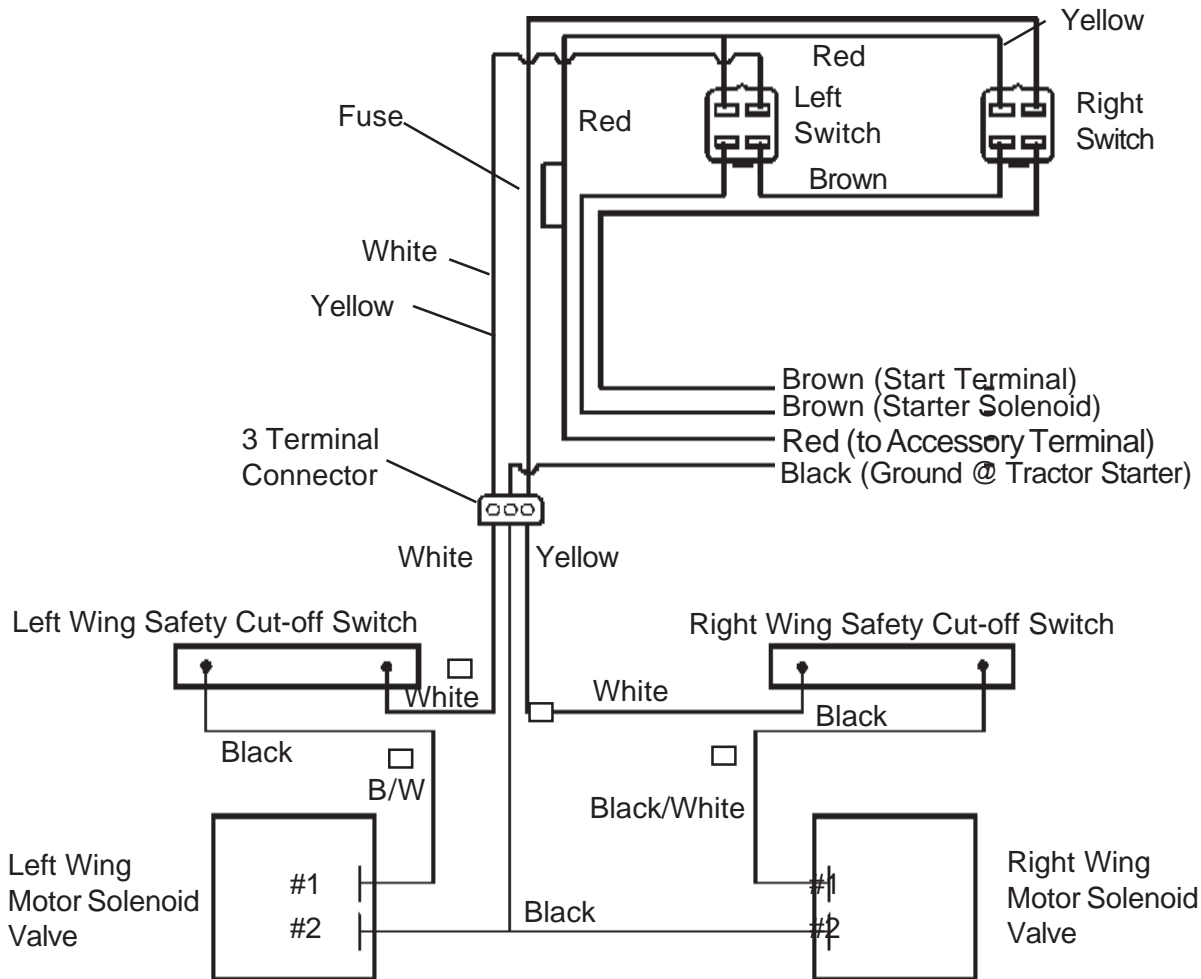 Yellow
Red
Left
Switch
Right
Switch
Fuse
Red
Brown
White
Yellow
Brown (Start Terminal)
Brown (Starter Solenoid)
Red (to Accessory Terminal)
Black (Ground @ Tractor Starter)
3 Terminal
Connector
White
Yellow
Left Wing Safety Cut-off Switch
Right Wing Safety Cut-off Switch
White
White
Black
Black
B/W
Black/White
Left Wing
Motor Solenoid
Valve
#1
#2
Black
#1
#2
Right Wing
Motor Solenoid
Valve